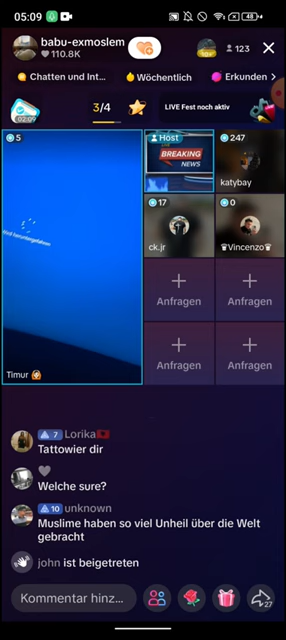 05:09
48
babu-exmoslem
110.8K
123
Chatten und Int...
Wöchentlich
Erkunden
02:09
3/4
LIVE Fest noch aktiv
5
Host
BREAKING
NEWS
247
katybay
17
ck.jr
0
♛Vincenzo♛
Anfragen
Anfragen
Anfragen
Anfragen
Timur
7 Lorika
Tattowier dir
Welche sure?
10 unknown
Muslime haben so viel Unheil über die Welt
gebracht
john ist beigetreten
Kommentar hinz...
27